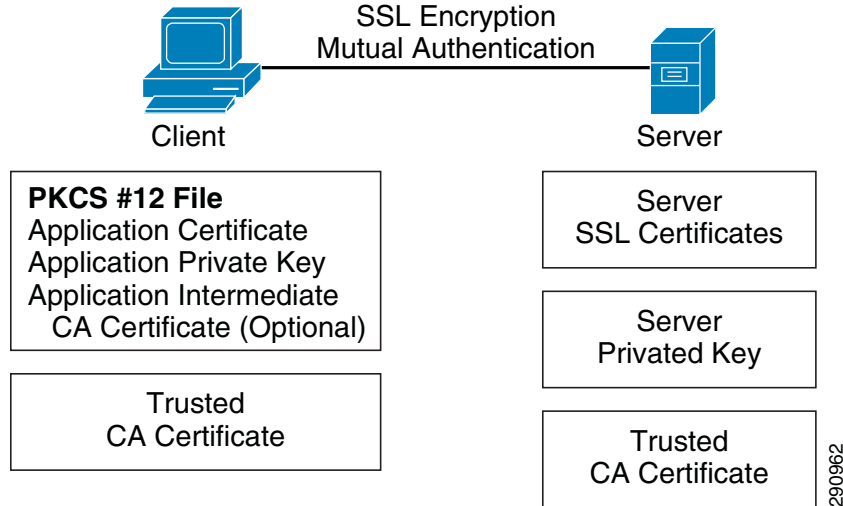 SSL Encryption
Mutual Authentication
Client
Server
PKCS #12 File
Application Certificate
Application Private Key
Application Intermediate
CA Certificate (Optional)
Trusted
CA Certificate
Server
SSL Certificates
Server
Privated Key
Trusted
CA Certificate
290962